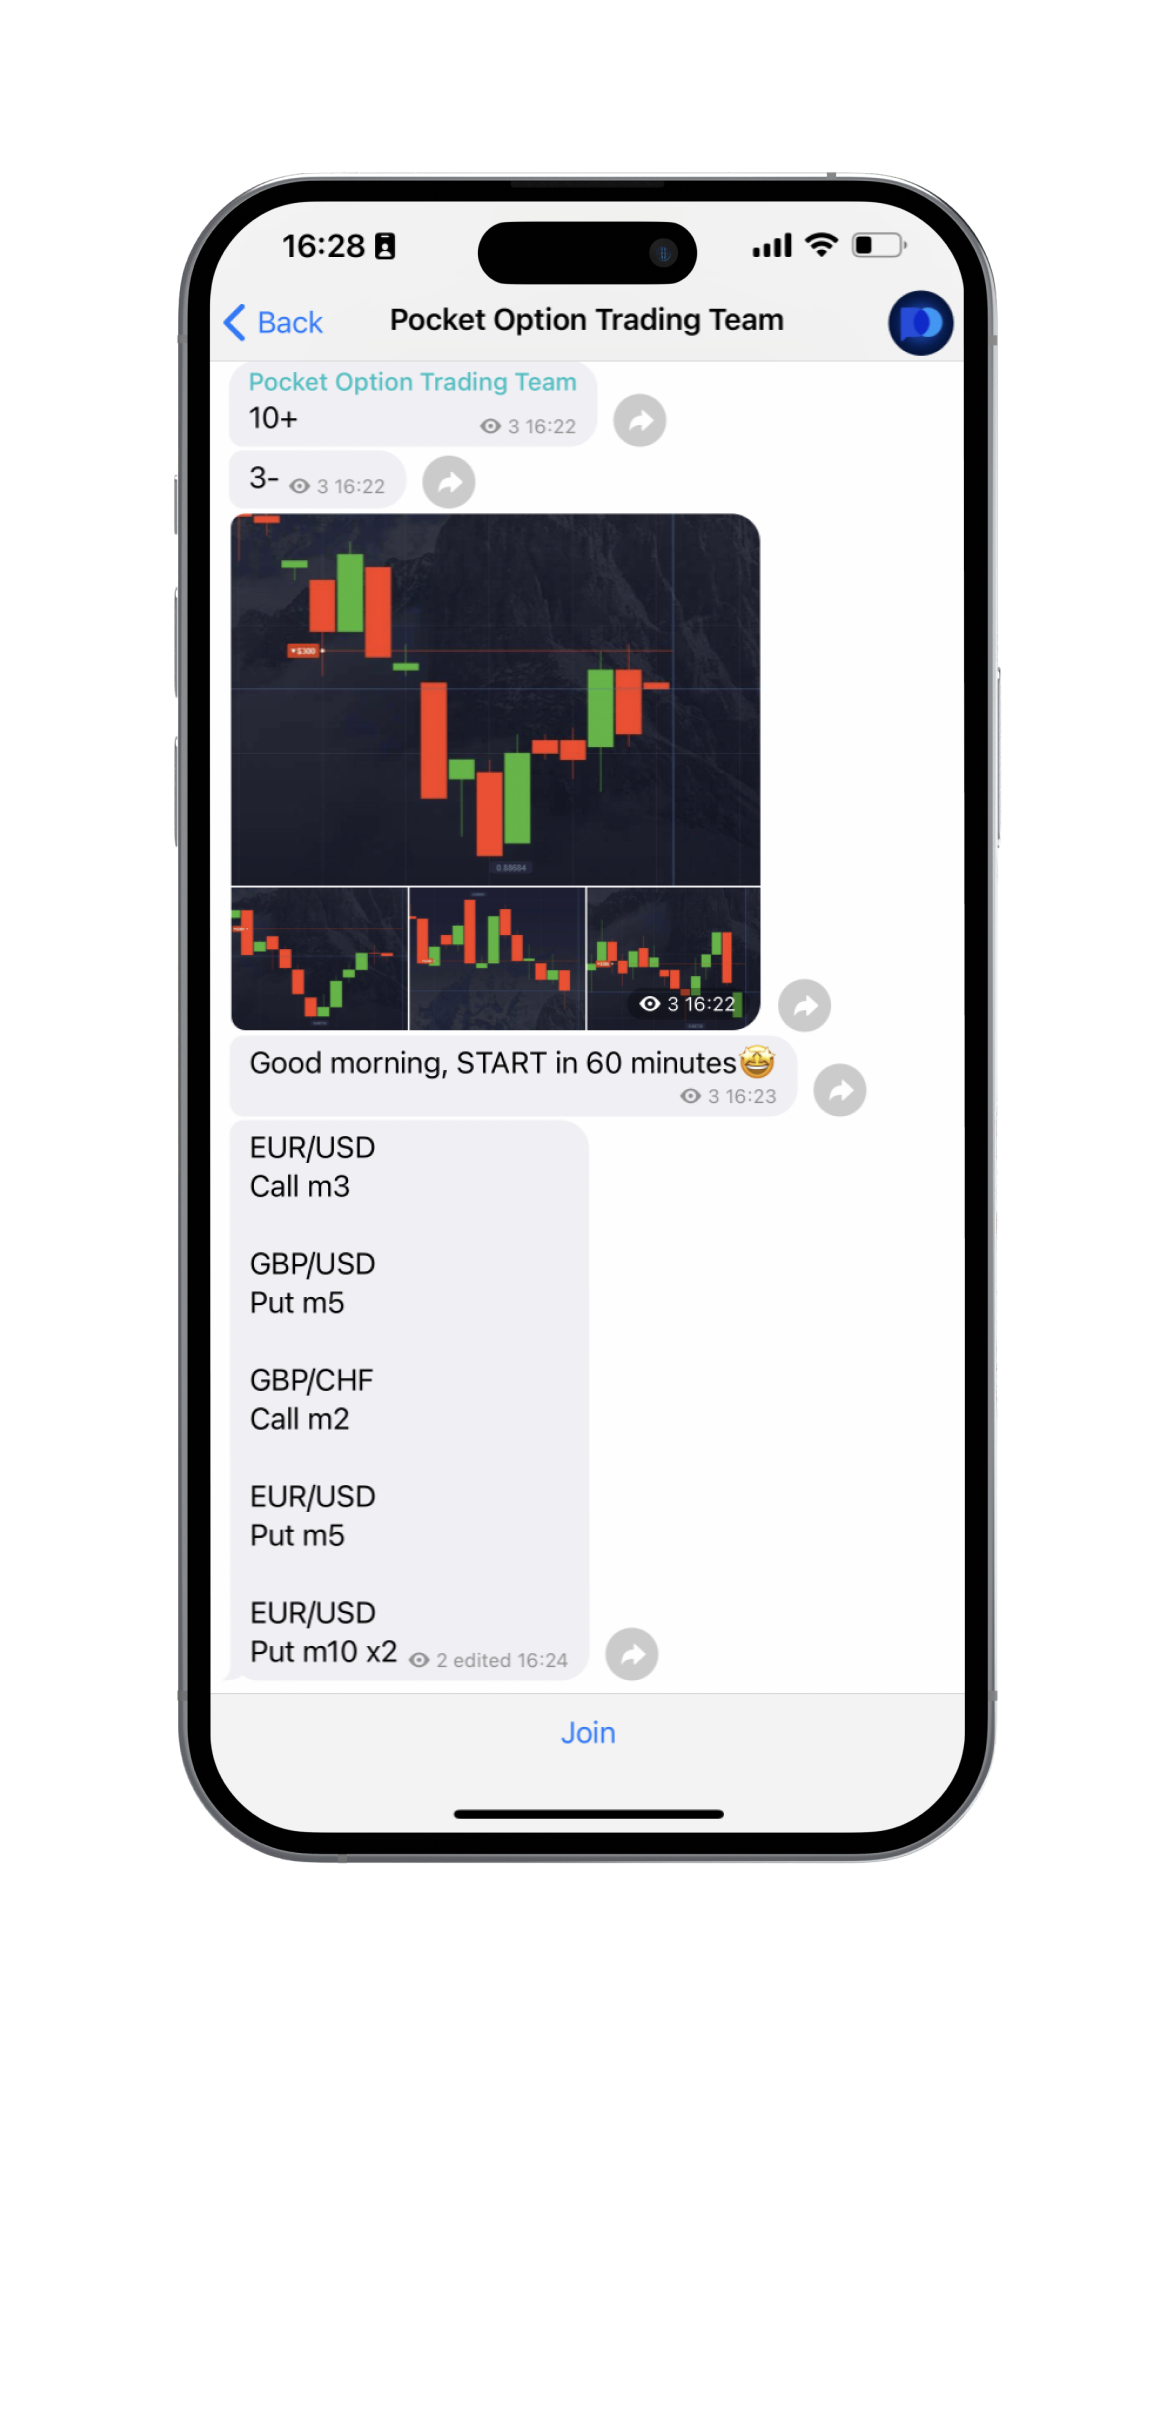 16:28
Back
Pocket Option Trading Team
Pocket Option Trading Team
10+
3 16:22
3-
3 16:22
$300
0.88684
3 16:22
Good morning, START in 60 minutes🤩
3 16:23
EUR/USD
Call m3
GBP/USD
Put m5
GBP/CHF
Call m2
EUR/USD
Put m5
EUR/USD
Put m10 x2
2 edited 16:24
Join